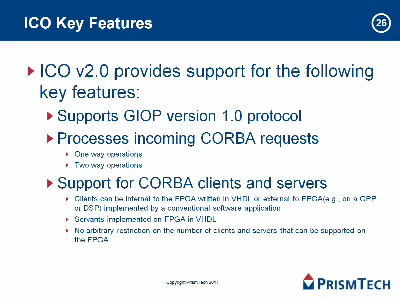 ICO Key Features
26
ICO v2.0 provides support for the following
key features:
Supports GIOP version 1.0 protocol
Processes incoming CORBA requests
One way operations
Two way operations
Support for CORBA clients and servers
Clients can be internal to the FPGA written in VHDL or external to FPGA(e.g., on a GPP
or DSP) implemented by a conventional software application
Servants implemented on FPGA in VHDL
No arbitrary restriction on the number of clients and servers that can be supported on
the FPGA
Copyright PrismTech 2011
PRISMTECH